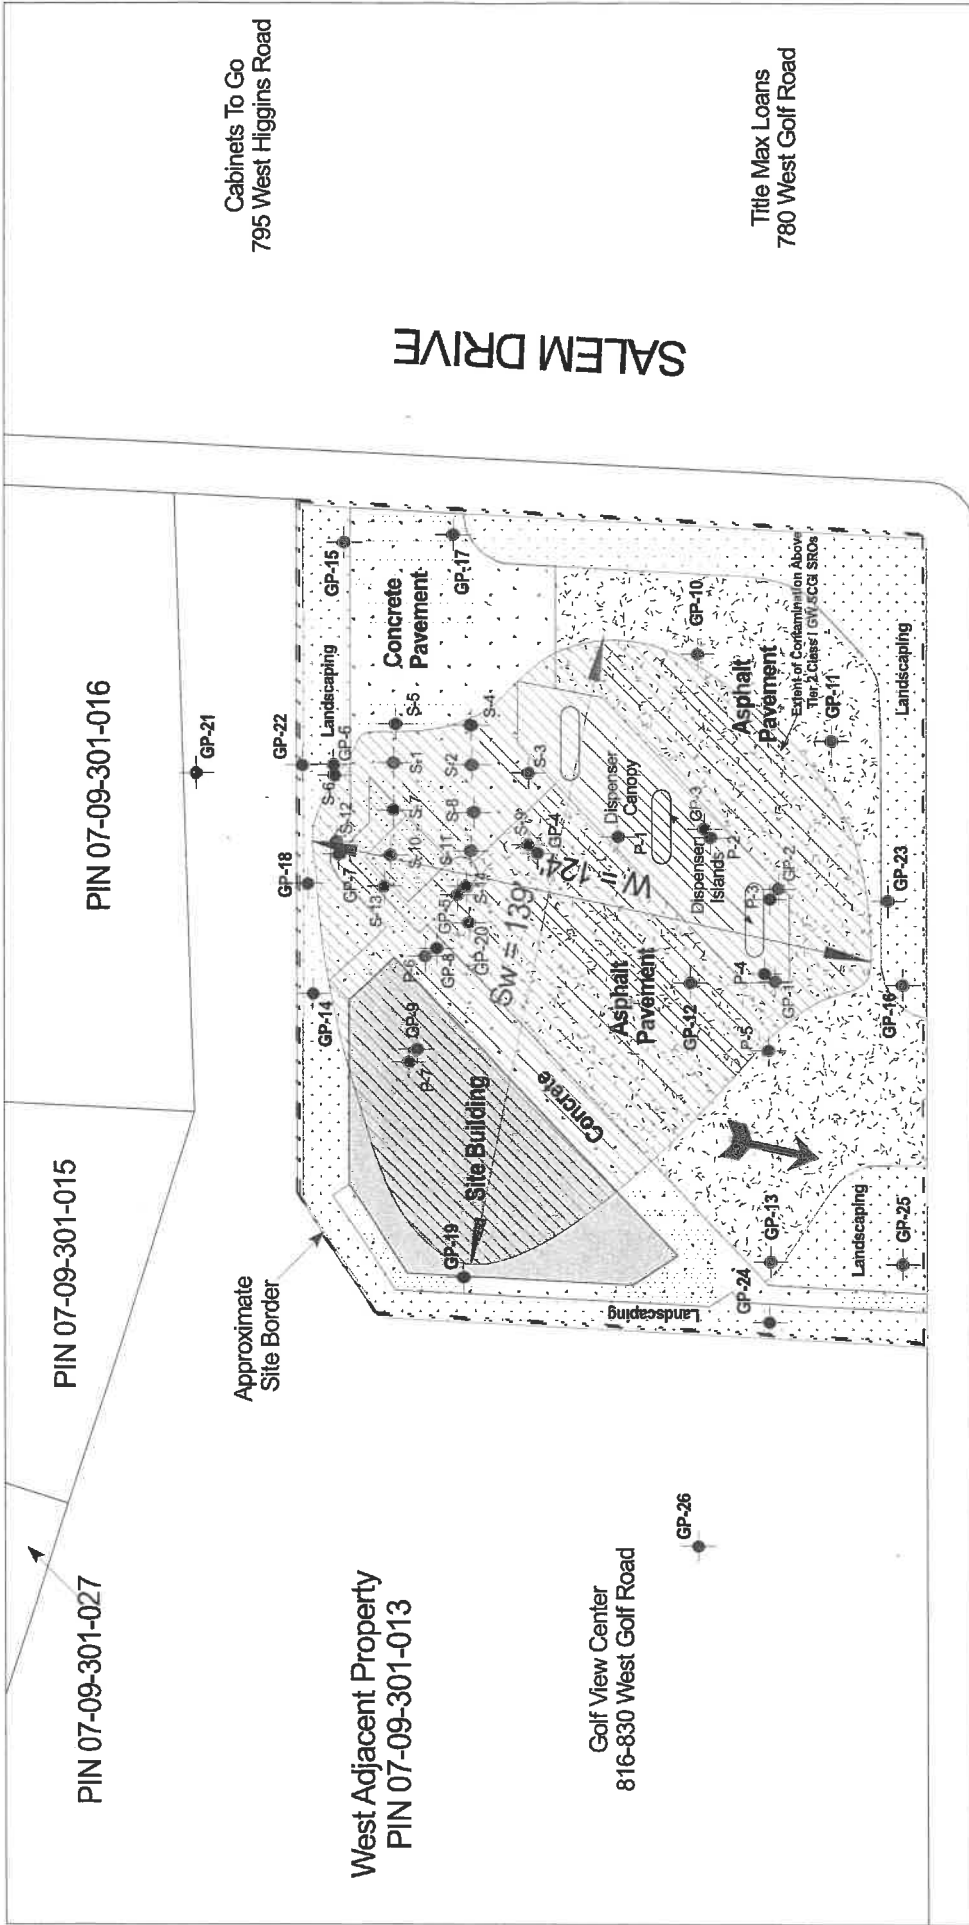 PIN 07-09-301-027
PIN 07-09-301-015
PIN 07-09-301-016
Cabinets To Go
795 West Higgins Road
Approximate
Site Border
GP-21
GP-14
GP-18
GP-22
Landscaping
GP-15
S-6
GP-6
S-12
GP-7
S-13
S-10
S-7
S-1
S-5
Concrete
Pavement
GP-17
P-7
GP-9
P-6
GP-8
GP-5
S-14
GP-20
S-11
S-8
S-2
S-4
GP-19
Site Building
Sw = 139'
W = 124'
S-9
GP-4
S-3
West Adjacent Property
PIN 07-09-301-013
SALEM DRIVE
Concrete
Asphalt
Pavement
P-1
Dispenser
Canopy
Golf View Center
816-830 West Golf Road
GP-26
Landscaping
GP-12
Dispenser
Islands
GP-3
P-2
GP-10
GP-24
GP-13
P-5
P-4
GP-1
P-3
GP-2
Asphalt
Pavement
Extent of Contamination Above
Tier 2 Class I GW SCGI SROs
GP-11
Title Max Loans
780 West Golf Road
Landscaping
GP-25
GP-16
GP-23
Landscaping